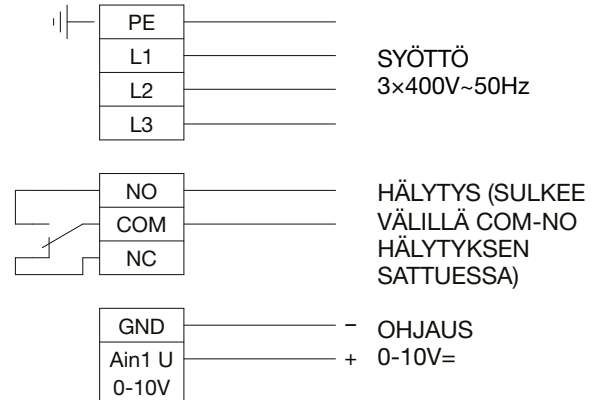 PE
L1
L2
L3
SYÖTTÖ
3×400V~50Hz
NO
COM
NC
HÄLYTYS (SULKEE
VÄLILLÄ COM-NO
HÄLYTYKSEN
SATTUESSA)
GND
Ain1 U
0-10V
− OHJAUS
+ 0-10V=